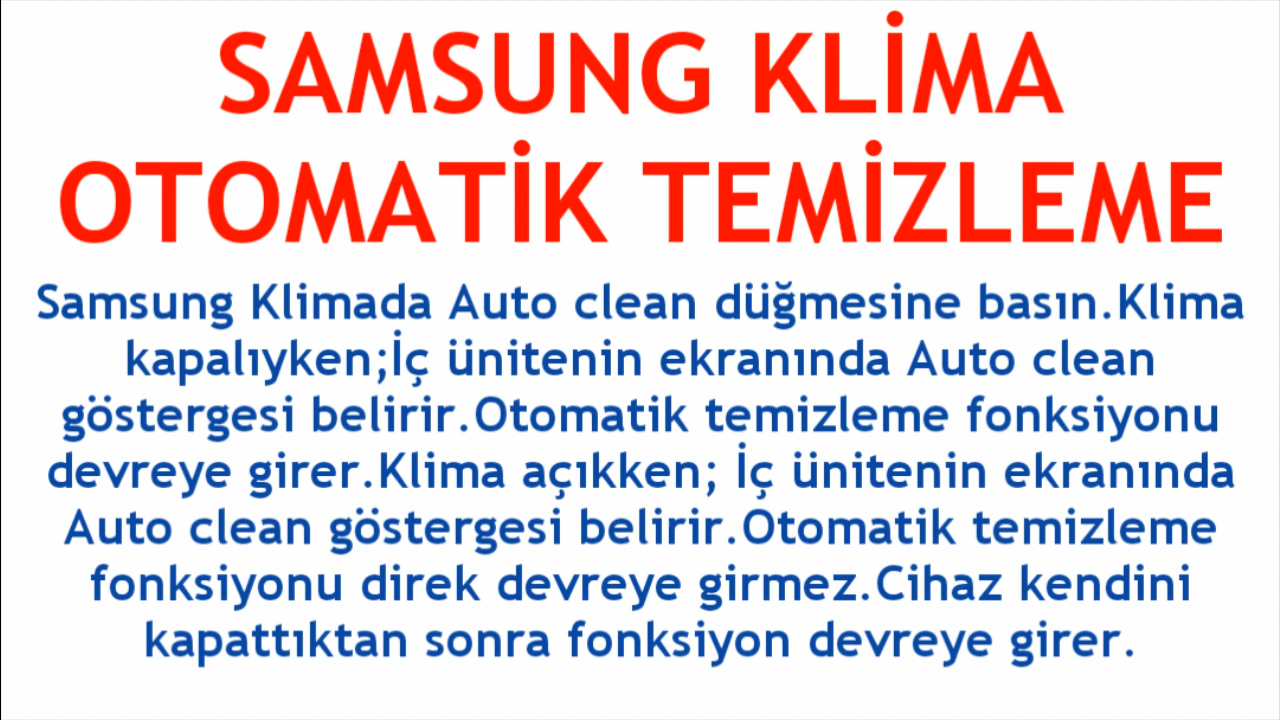 SAMSUNG KLİMA
OTOMATİK TEMİZLEME
Samsung Klimada Auto clean düğmesine basın.Klima
kapalıyken;İç ünitenin ekranında Auto clean
göstergesi belirir.Otomatik temizleme fonksiyonu
devreye girer.Klima açıkken; İç ünitenin ekranında
Auto clean göstergesi belirir.Otomatik temizleme
fonksiyonu direk devreye girmez.Cihaz kendini
kapattıktan sonra fonksiyon devreye girer.